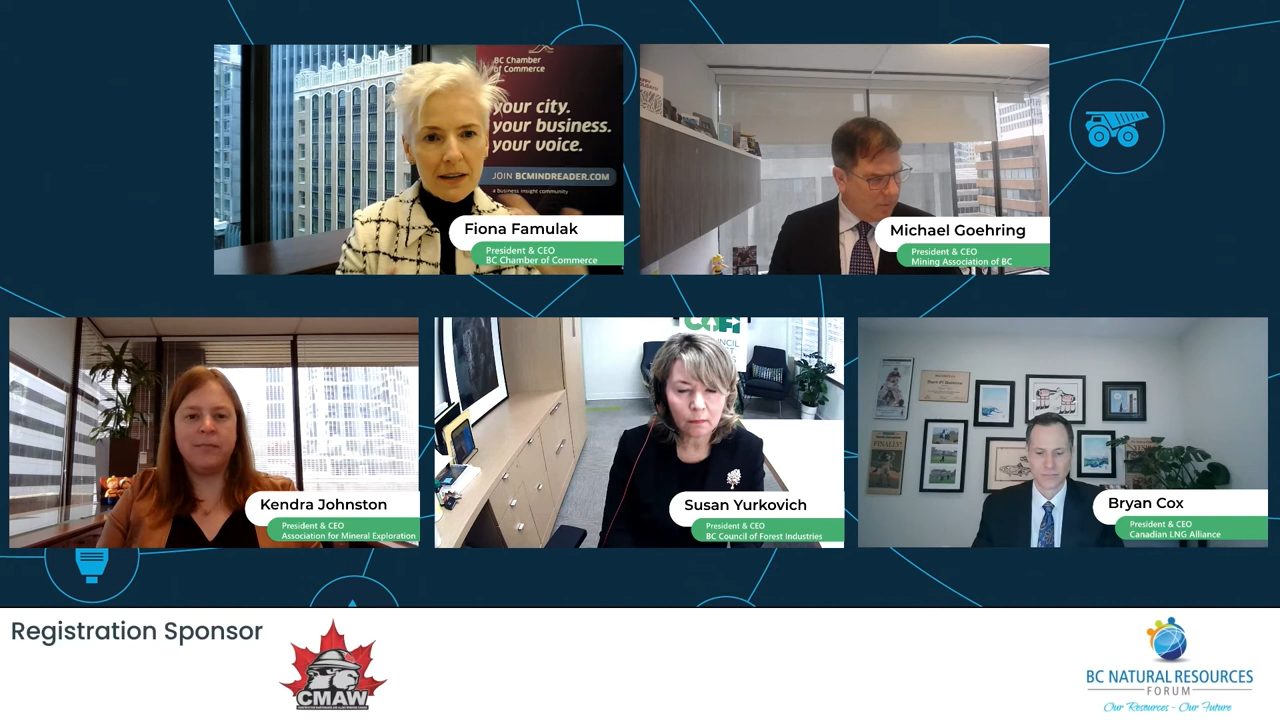 BC Chamber
of Commerce
your city.
your business.
your voice.
JOIN BCMINDREADER.COM
a business insight community
Fiona Famulak
President & CEO
BC Chamber of Commerce
Michael Goehring
President & CEO
Mining Association of BC
Kendra Johnston
President & CEO
Association for Mineral Exploration
COFI
Susan Yurkovich
President & CEO
BC Council of Forest Industries
FINALLY!
Bryan Cox
President & CEO
Canadian LNG Alliance
Registration Sponsor
CMAW
BC NATURAL RESOURCES
FORUM
Our Resources - Our Future